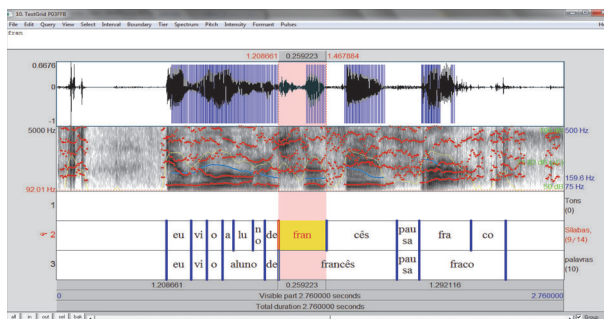 10. TextGrid P03FFB
File Edit Query View Select Interval Boundary Tier Spectrum Pitch Intensity Formant Pulses
fran
1.208661 0.259223 1.467884
0.6676
0
-1
5000 Hz 500 Hz
159.6 Hz
92.01 Hz 75 Hz
1 Tons
(0)
2 eu vi o a lu no de fran cês pau sa fra co Sílabas,
(9/14)
3 eu vi o aluno de francês pau sa fraco palavras
(10)
1.208661 0.259223 1.292116
0 Visible part 2.760000 seconds 2.760000
Total duration 2.760000 seconds
all in out sel bak Group